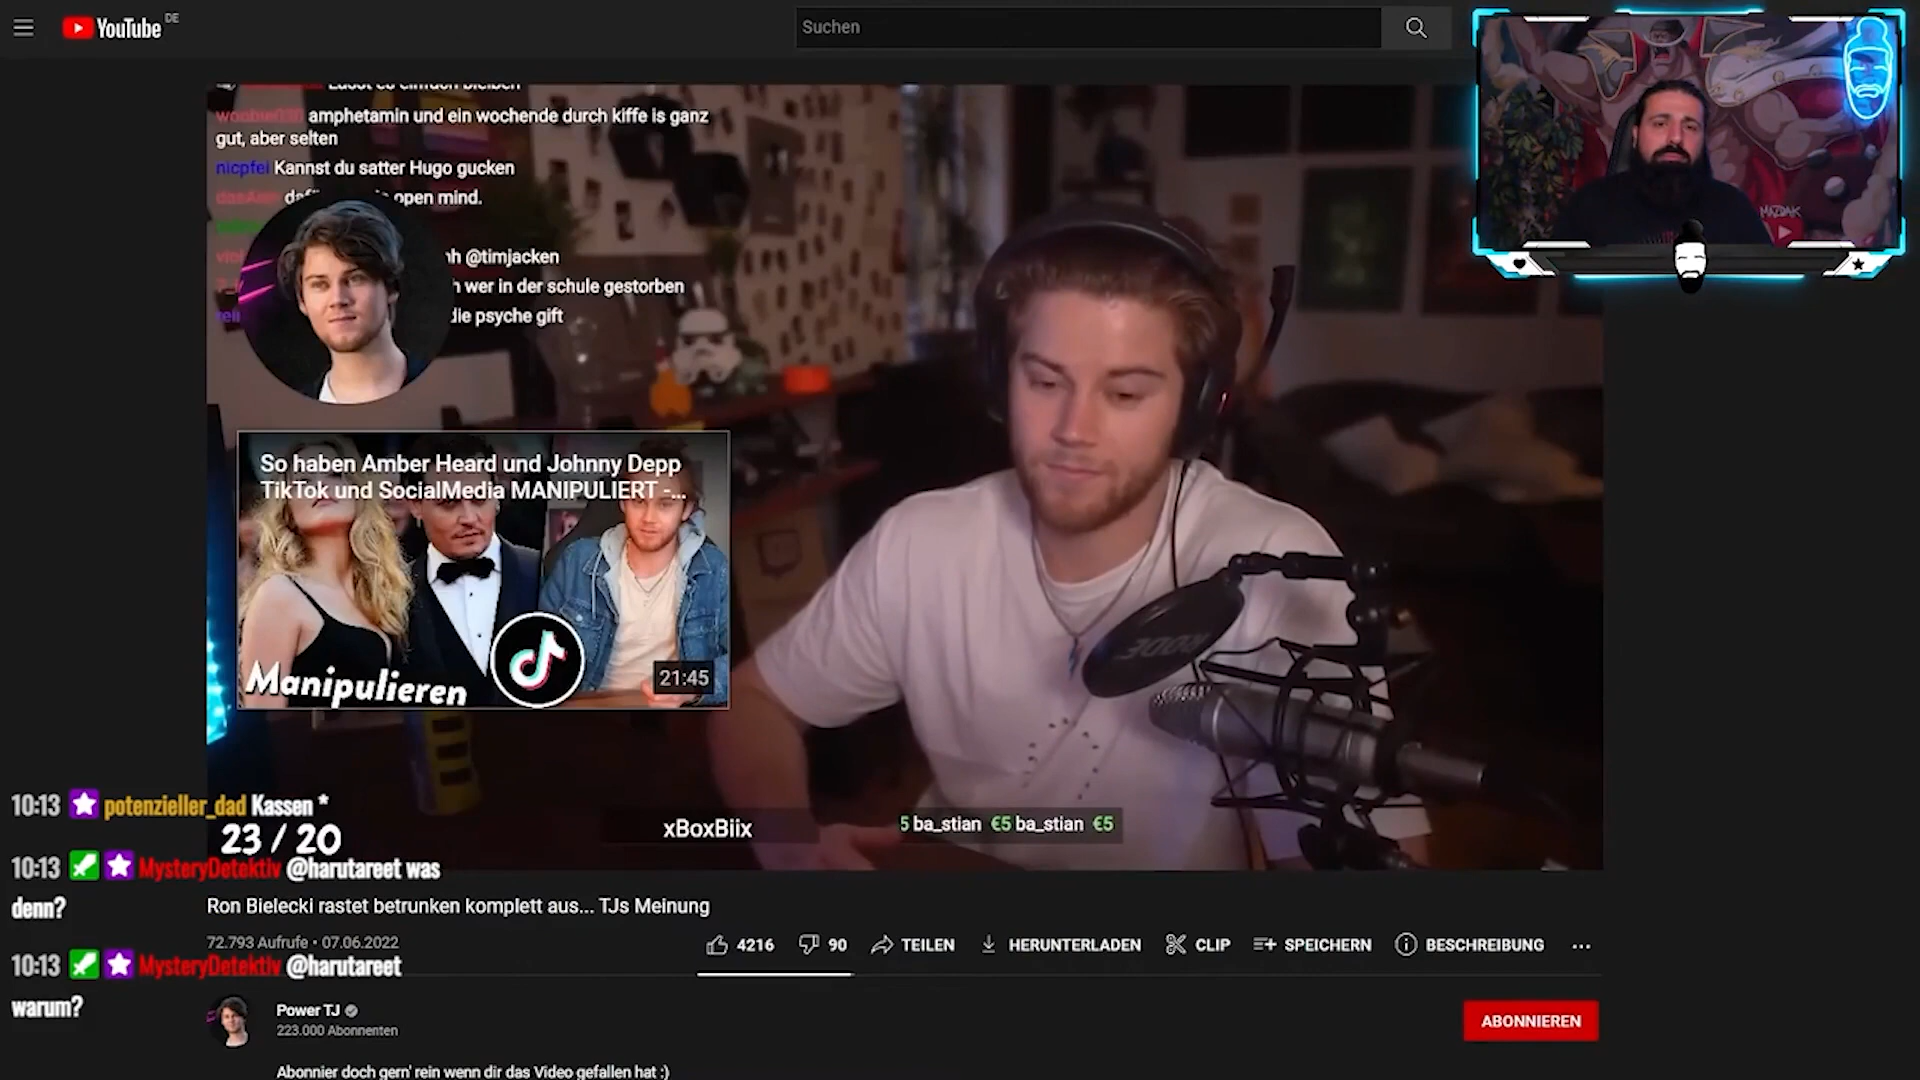 YouTube DE
Suchen
amphetamin und ein wochende durch kiffe is ganz
gut, aber selten
nicpfei Kannst du satter Hugo gucken
open mind.
@timjacken
wer in der schule gestorben
die psyche gift
So haben Amber Heard und Johnny Depp
TikTok und SocialMedia MANIPULIERT -...
Manipulieren
21:45
RODE
MAZDAK
xBoxBiix
5 ba_stian €5 ba_stian €5
10:13 potenzieller_dad Kassen *
23 / 20
10:13 MysteryDetektiv @harutareet was
denn?
10:13 MysteryDetektiv @harutareet
warum?
Ron Bielecki rastet betrunken komplett aus... TJs Meinung
72.793 Aufrufe • 07.06.2022
4216
90
TEILEN
HERUNTERLADEN
CLIP
SPEICHERN
BESCHREIBUNG
...
Power TJ
223.000 Abonnenten
ABONNIEREN
Abonnier doch gern' rein wenn dir das Video gefallen hat :)